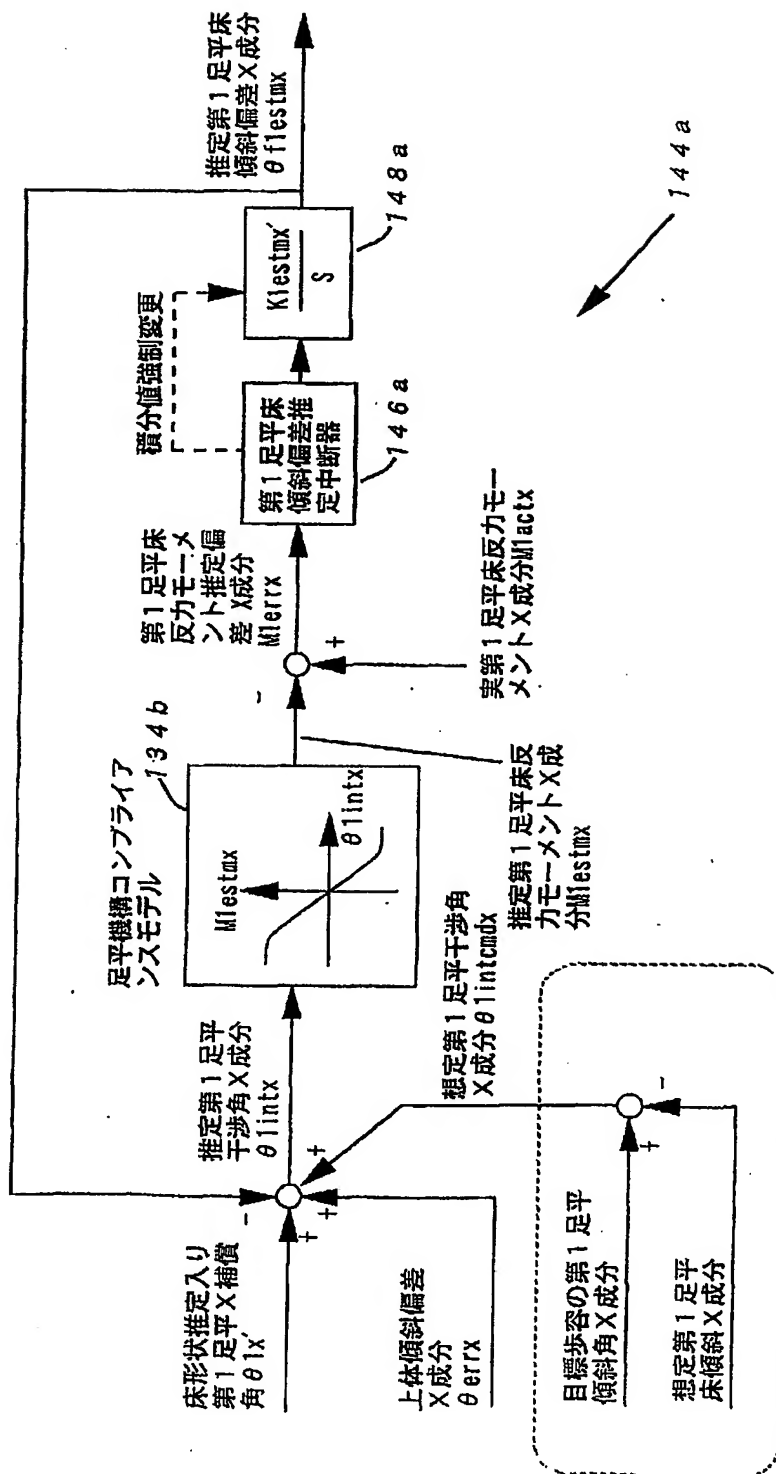 推定第1足平床
傾斜偏差X成分
θflestmx
148a
Klestmx'
S
積分値強制変更
第1足平床
傾斜偏差推
定中断器
146a
144a
第1足平床
反力モーメ
ント推定偏
差 X成分
Mlerrx
-
+
実第1足平床反力モー
メントX成分Mlactx
足平機構コンプライア
ンスモデル
134b
Mlestmx
θlintx
推定第1足平床反
力モーメントX成
分Mlestmx
推定第1足平
干渉角X成分
θlintx
想定第1足平干渉角
X成分θlintcmdx
-
+
+
+
床形状推定入り
第1足平X補償
角θlx'
上体傾斜偏差
X成分
θerrx
-
+
目標歩容の第1足平
傾斜角X成分
想定第1足平
床傾斜X成分